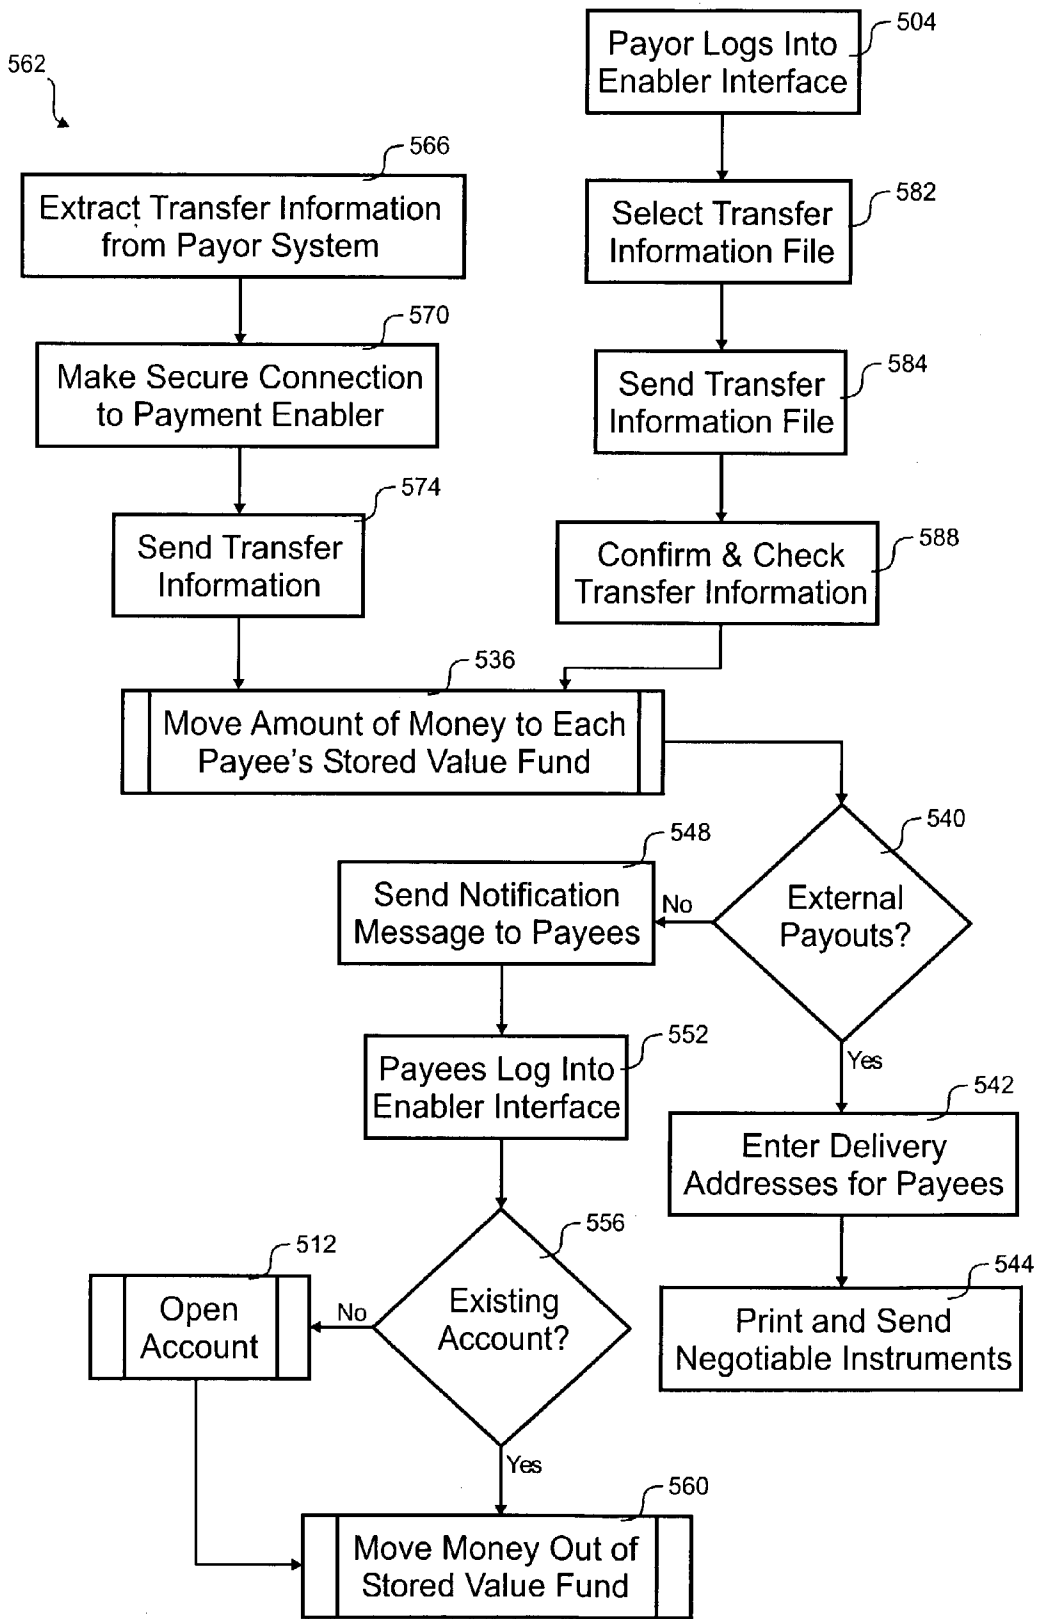 504
Payor Logs Into
Enabler Interface
562
566
Extract Transfer Information
from Payor System
582
Select Transfer
Information File
570
Make Secure Connection
to Payment Enabler
584
Send Transfer
Information File
574
Send Transfer
Information
588
Confirm & Check
Transfer Information
536
Move Amount of Money to Each
Payee's Stored Value Fund
540
External
Payouts?
No
548
Send Notification
Message to Payees
Yes
552
Payees Log Into
Enabler Interface
542
Enter Delivery
Addresses for Payees
556
Existing
Account?
No
512
Open
Account
544
Print and Send
Negotiable Instruments
Yes
560
Move Money Out of
Stored Value Fund